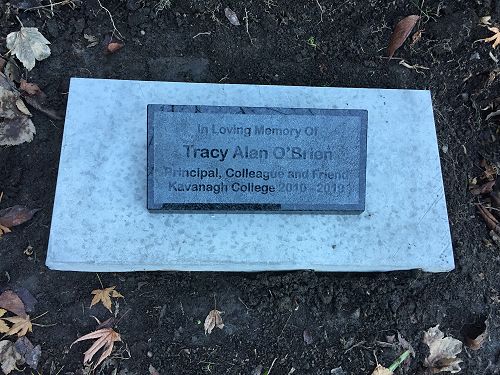 In Loving Memory Of
Tracy Alan O'Brien
Principal, Colleague and Friend
Kavanagh College 2010 - 2019